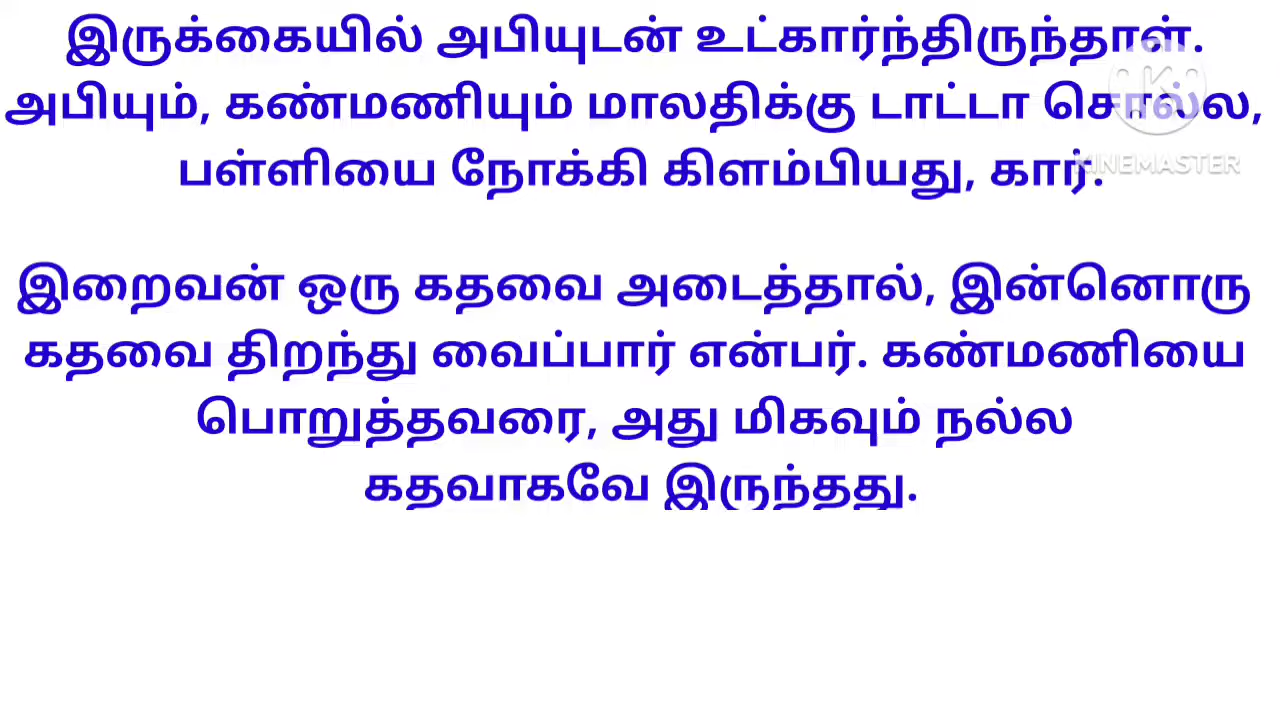 இருக்கையில் அபியுடன் உட்கார்ந்திருந்தாள்.
அபியும், கண்மணியும் மாலதிக்கு டாட்டா சொல்ல,
பள்ளியை நோக்கி கிளம்பியது, கார்.
KINEMASTER
இறைவன் ஒரு கதவை அடைத்தால், இன்னொரு
கதவை திறந்து வைப்பார் என்பர். கண்மணியை
பொறுத்தவரை, அது மிகவும் நல்ல
கதவாகவே இருந்தது.